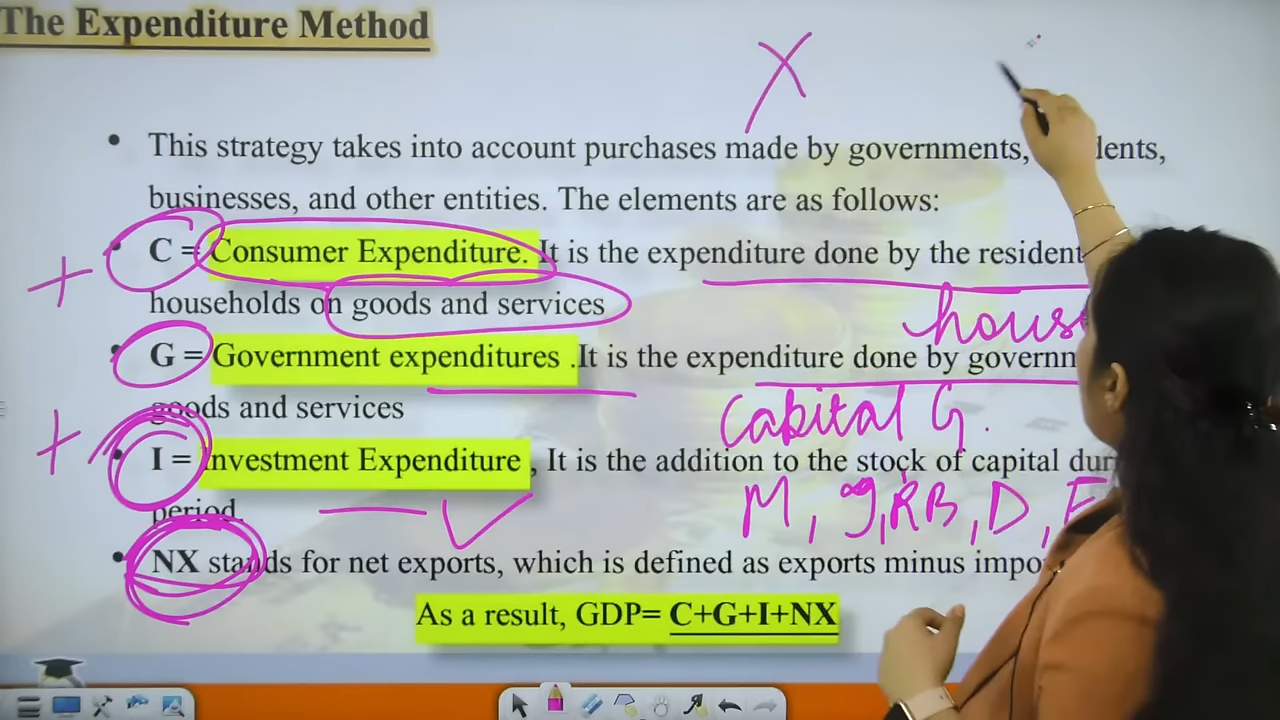 The Expenditure Method
X
• This strategy takes into account purchases made by governments, dents,
businesses, and other entities. The elements are as follows:
• C = Consumer Expenditure. It is the expenditure done by the resident
+
households on goods and services
hous
• G = Government expenditures .It is the expenditure done by governm
goods and services
capital G.
+
• I = Investment Expenditure , It is the addition to the stock of capital dur
period.
M, g, RB, D, F
• NX stands for net exports, which is defined as exports minus impo
As a result, GDP= C+G+I+NX